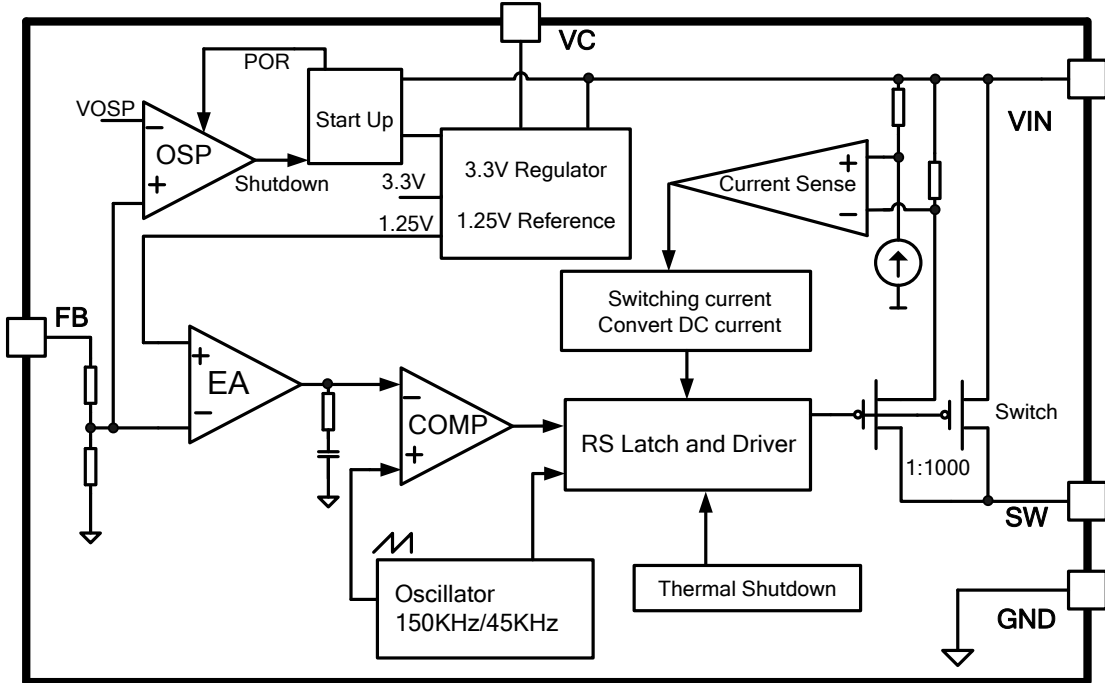 VC
POR
VOSP
Start Up
VIN
OSP
Shutdown
3.3V Regulator
Current Sense
3.3V
1.25V Reference
1.25V
Switching current
Convert DC current
FB
EA
COMP
RS Latch and Driver
Switch
1:1000
SW
Oscillator
150KHz/45KHz
Thermal Shutdown
GND